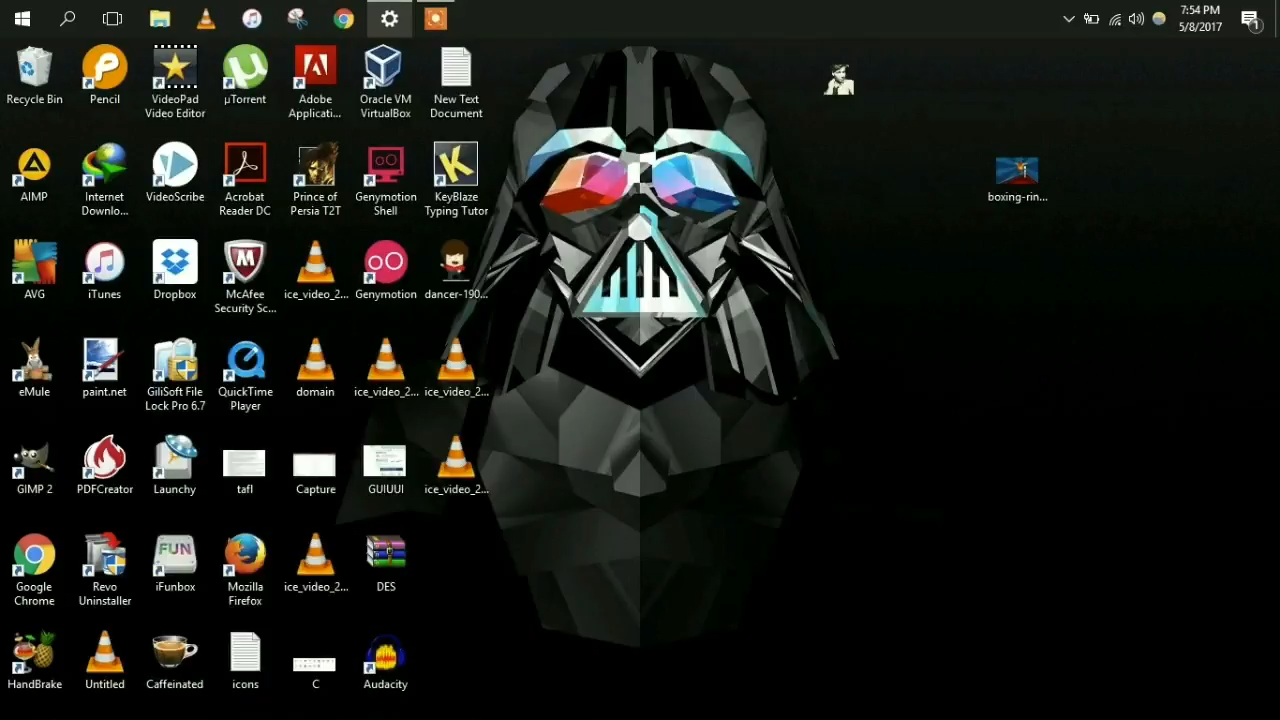 7:54 PM
5/8/2017
1
Recycle Bin
Pencil
VideoPad
Video Editor
µTorrent
Adobe
Applicati...
Oracle VM
VirtualBox
New Text
Document
AIMP
Internet
Downlo...
VideoScribe
Acrobat
Reader DC
Prince of
Persia T2T
Genymotion
Shell
KeyBlaze
Typing Tutor
boxing-rin...
AVG
iTunes
Dropbox
McAfee
Security Sc...
ice_video_2...
Genymotion
dancer-190...
eMule
paint.net
GiliSoft File
Lock Pro 6.7
QuickTime
Player
domain
ice_video_2...
ice_video_2...
GIMP 2
PDFCreator
Launchy
tafl
Capture
GUIUUI
ice_video_2...
Google
Chrome
Revo
Uninstaller
FUN
iFunbox
Mozilla
Firefox
ice_video_2...
DES
HandBrake
Untitled
Caffeinated
icons
C
Audacity